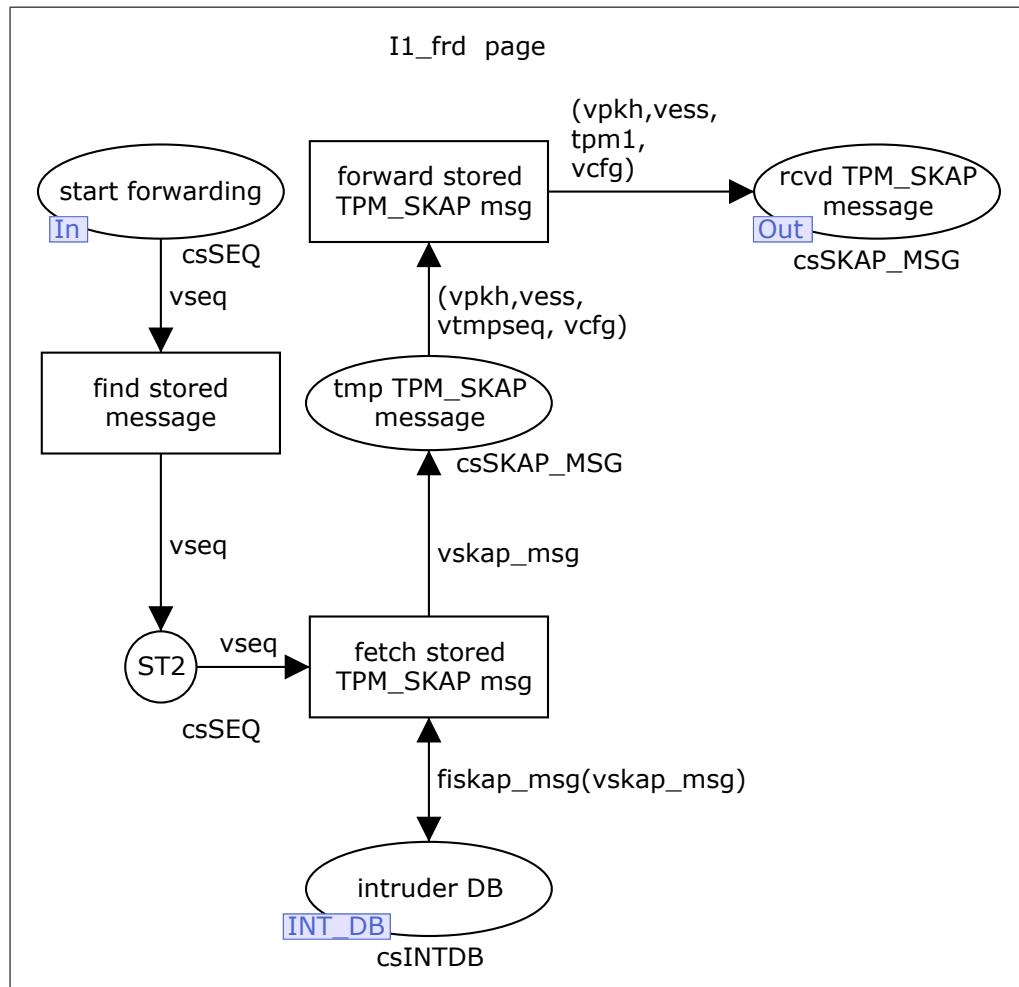 I1_frd page
(vpkh,vess,
tpm1,
vcfg)
start forwarding
In
csSEQ
forward stored
TPM_SKAP msg
rcvd TPM_SKAP
message
Out
csSKAP_MSG
vseq
(vpkh,vess,
vtmpseq, vcfg)
find stored
message
tmp TPM_SKAP
message
csSKAP_MSG
vseq
vskap_msg
ST2
csSEQ
vseq
fetch stored
TPM_SKAP msg
fiskap_msg(vskap_msg)
intruder DB
INT_DB
csINTDB